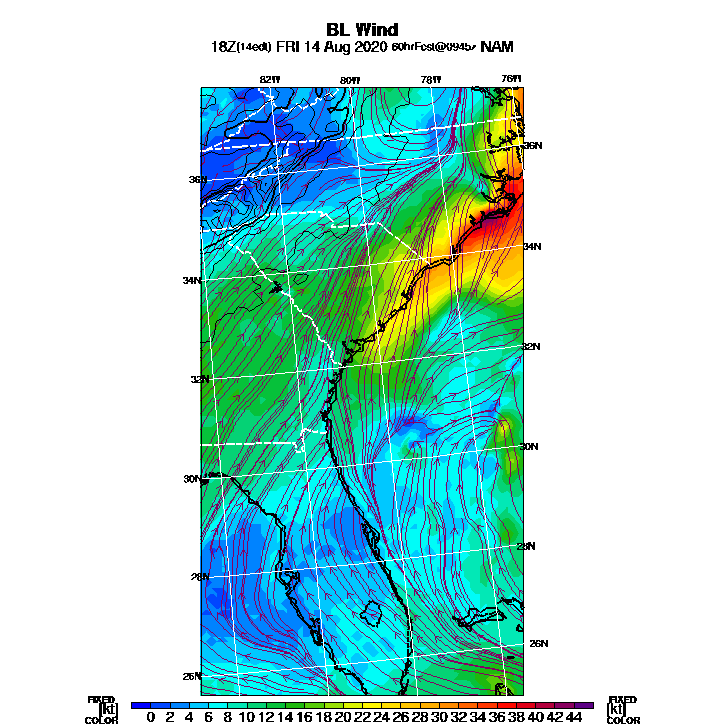 BL Wind
18Z(14edt) FRI 14 Aug 2020 60hrFcst@0945z NAM
82W 80W 78W 76W
36N
36N
34N
34N
32N
32N
30N
30N
28N
28N
26N
26N
FIXED FIXED
[kt] 0 2 4 6 8 10 12 14 16 18 20 22 24 26 28 30 32 34 36 38 40 42 44 [kt]
COLOR COLOR